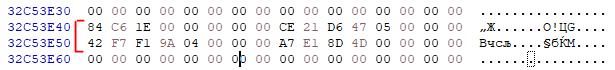 32C53E30 00 00 00 00 00 00 00 00 00 00 00 00 00 00 00 00 ................
32C53E40 84 C6 1E 00 00 00 00 00 CE 21 D6 47 05 00 00 00 „Ж......О!ЦG....
32C53E50 42 F7 F1 9A 04 00 00 00 A7 E1 8D 4D 00 00 00 00 Вчсљ....§бЌМ....
32C53E60 00 00 00 00 00 00 00 00 00 00 00 00 00 00 00 00 ................